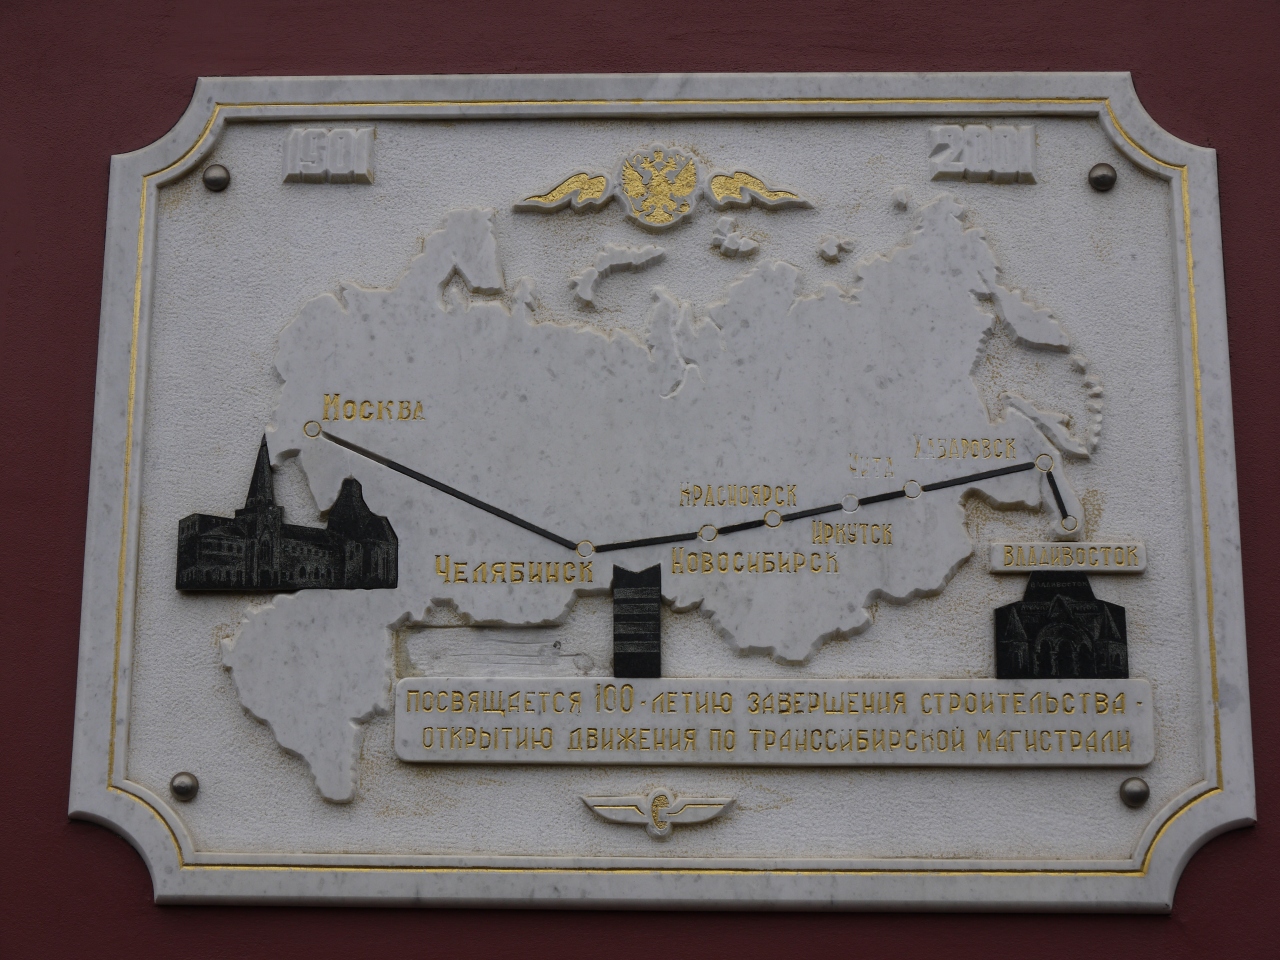 1901
2001
Москва
Хабаровск
Чита
Красноярск
Иркутск
Челябинск
Новосибирск
Владивосток
ВЛАДИВОСТОК
ПОСВЯЩАЕТСЯ 100-ЛЕТИЮ ЗАВЕРШЕНИЯ СТРОИТЕЛЬСТВА -
ОТКРЫТИЮ ДВИЖЕНИЯ ПО ТРАНССИБИРСКОЙ МАГИСТРАЛИ